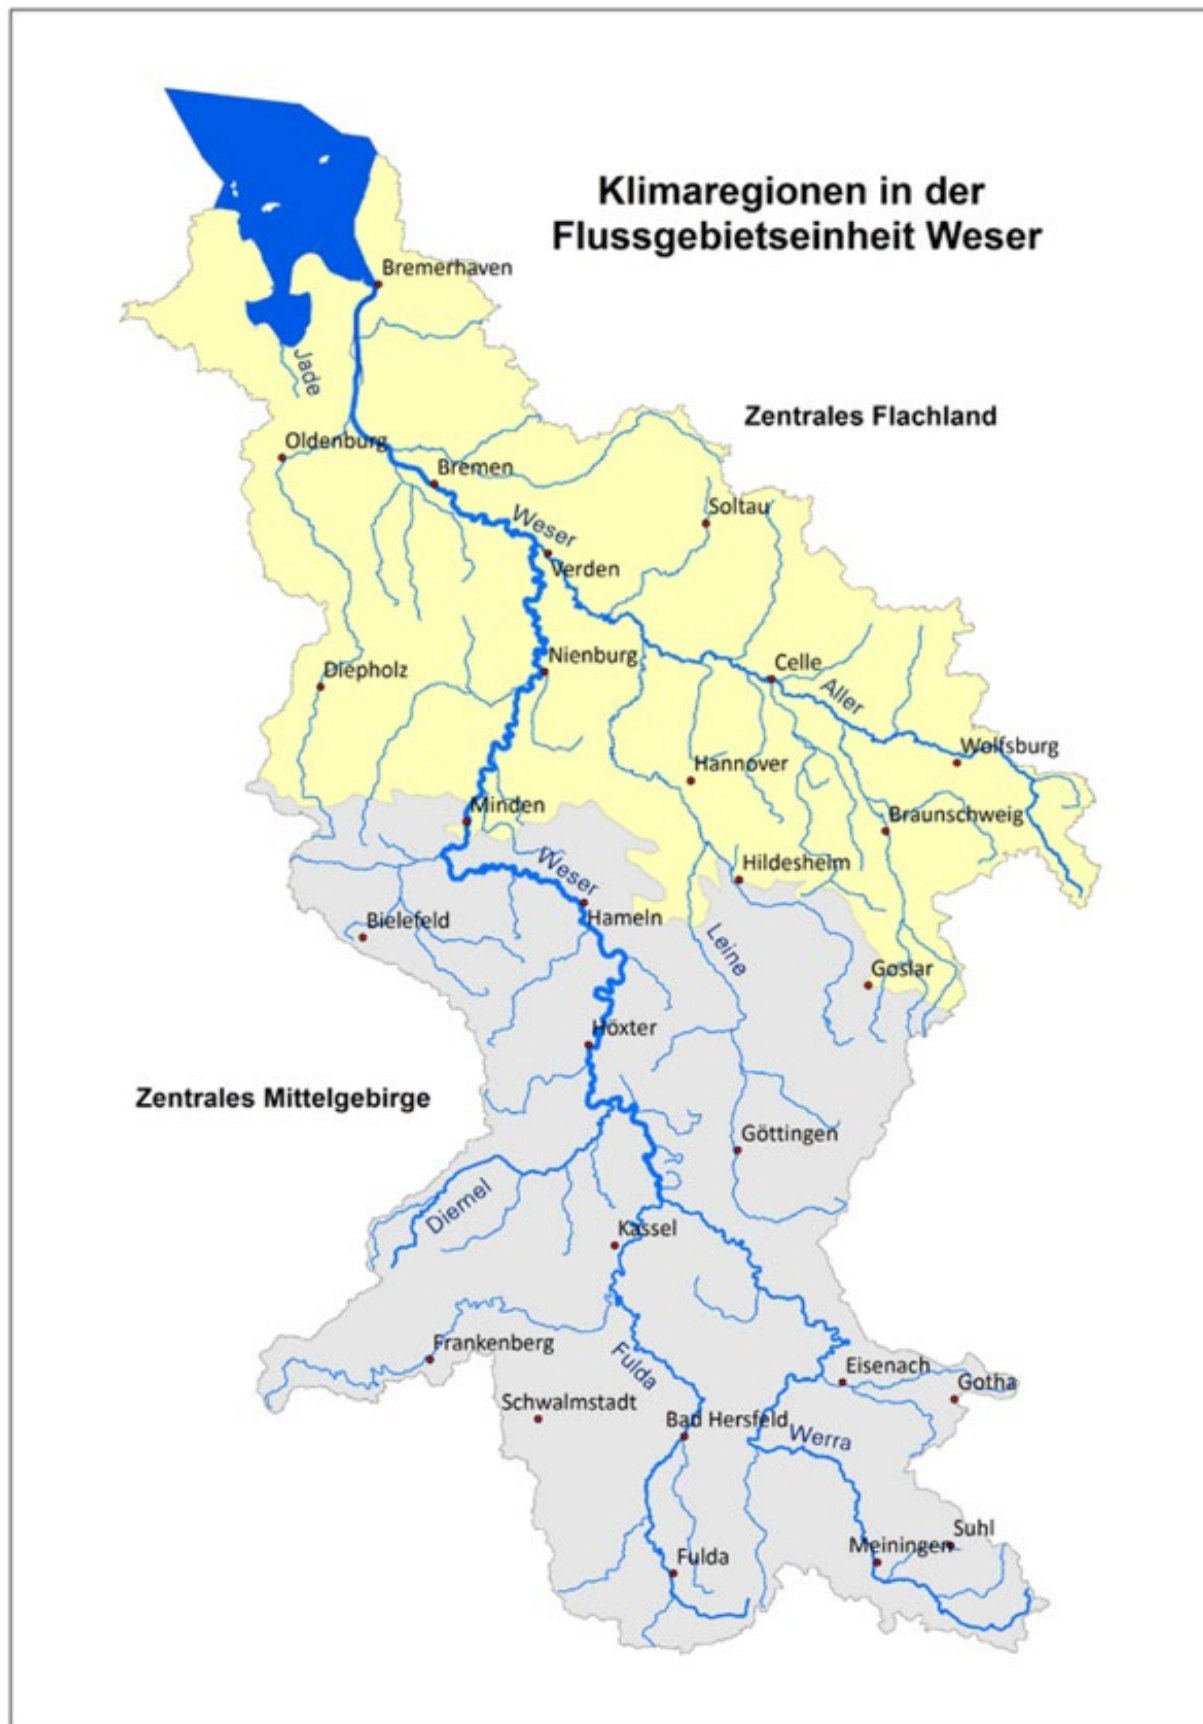 Klimaregionen in der
Flussgebietseinheit Weser
Bremerhaven
Jade
Zentrales Flachland
Oldenburg
Bremen
Soltau
Weser
Verden
Nienburg
Diepholz
Celle
Aller
Wolfsburg
Hannover
Minden
Braunschweig
Weser
Hildesheim
Hameln
Bielefeld
Leine
Goslar
Höxter
Zentrales Mittelgebirge
Göttingen
Diemel
Kassel
Frankenberg
Fulda
Eisenach
Gotha
Schwalmstadt
Bad Hersfeld
Werra
Suhl
Meiningen
Fulda